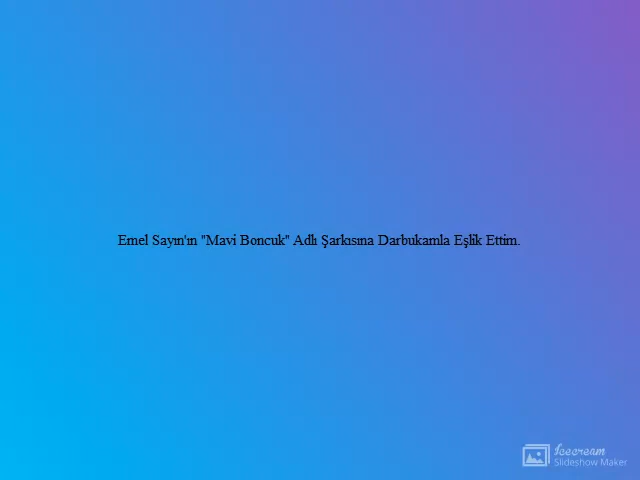 Emel Sayın'ın "Mavi Boncuk" Adlı Şarkısına Darbukamla Eşlik Ettim.
Icecream
Slideshow Maker